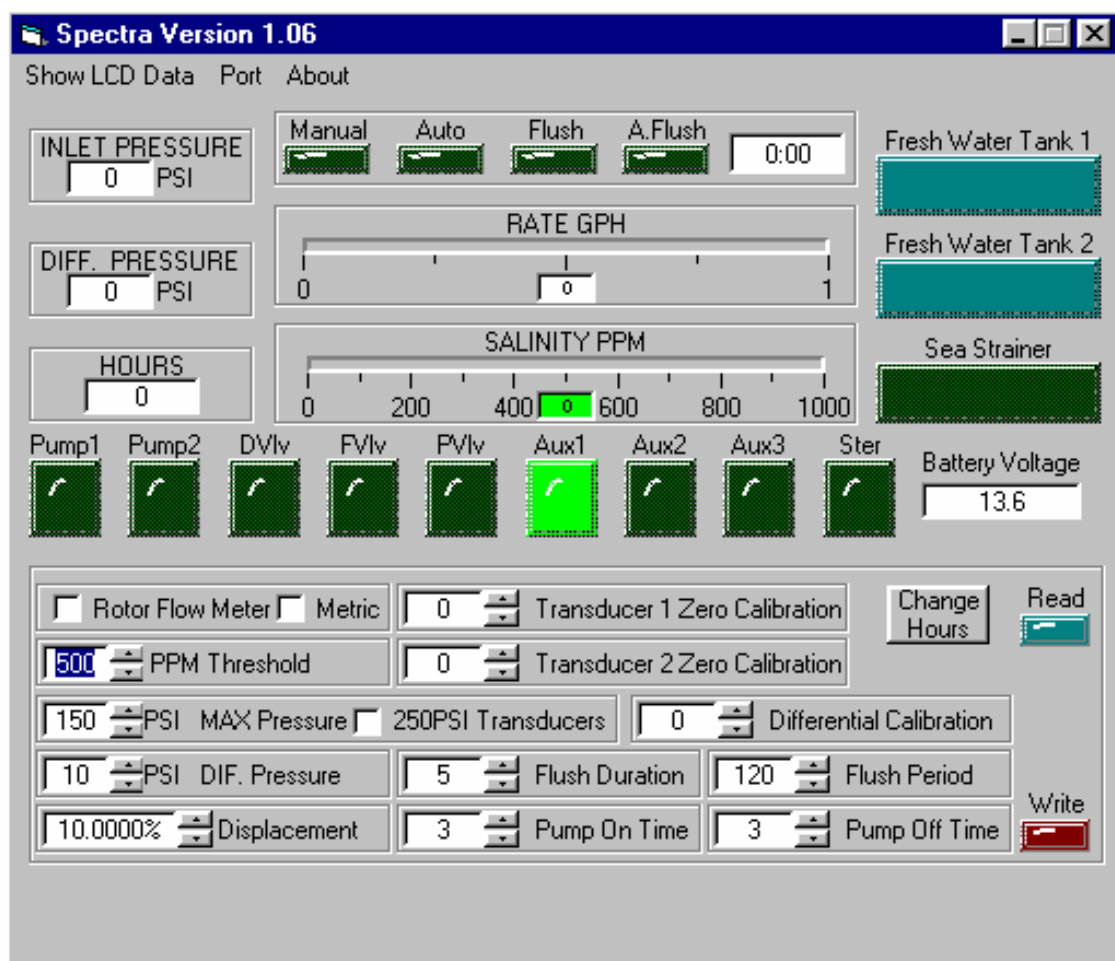 Spectra Version 1.06
Show LCD Data Port About
INLET PRESSURE
0 PSI
Manual Auto Flush A.Flush
0:00
Fresh Water Tank 1
RATE GPH
0 0 1
DIFF. PRESSURE
0 PSI
Fresh Water Tank 2
SALINITY PPM
0 200 400 0 600 800 1000
HOURS
0
Sea Strainer
Pump1 Pump2 DVlv FVlv PVlv Aux1 Aux2 Aux3 Ster
Battery Voltage
13.6
Rotor Flow Meter Metric
0 Transducer 1 Zero Calibration
Change
Hours
Read
500 PPM Threshold
0 Transducer 2 Zero Calibration
150 PSI MAX Pressure 250PSI Transducers
0 Differential Calibration
10 PSI DIF. Pressure
5 Flush Duration
120 Flush Period
10.0000% Displacement
3 Pump On Time
3 Pump Off Time
Write